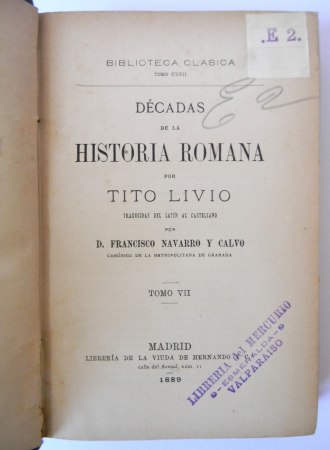 .E 2.
BIBLIOTECA CLÁSICA
TOMO CXXII
DÉCADAS
DE LA
HISTORIA ROMANA
POR
TITO LIVIO
TRADUCIDAS DEL LATÍN AL CASTELLANO
POR
D. FRANCISCO NAVARRO Y CALVO
CANÓNIGO DE LA METROPOLITANA DE GRANADA
TOMO VII
MADRID
LIBRERÍA DE LA VIUDA DE HERNANDO Y C.ª
calle del Arenal, núm. 11
1889
LIBRERIA del MERCURIO
ESMERALDA
VALPARAISO